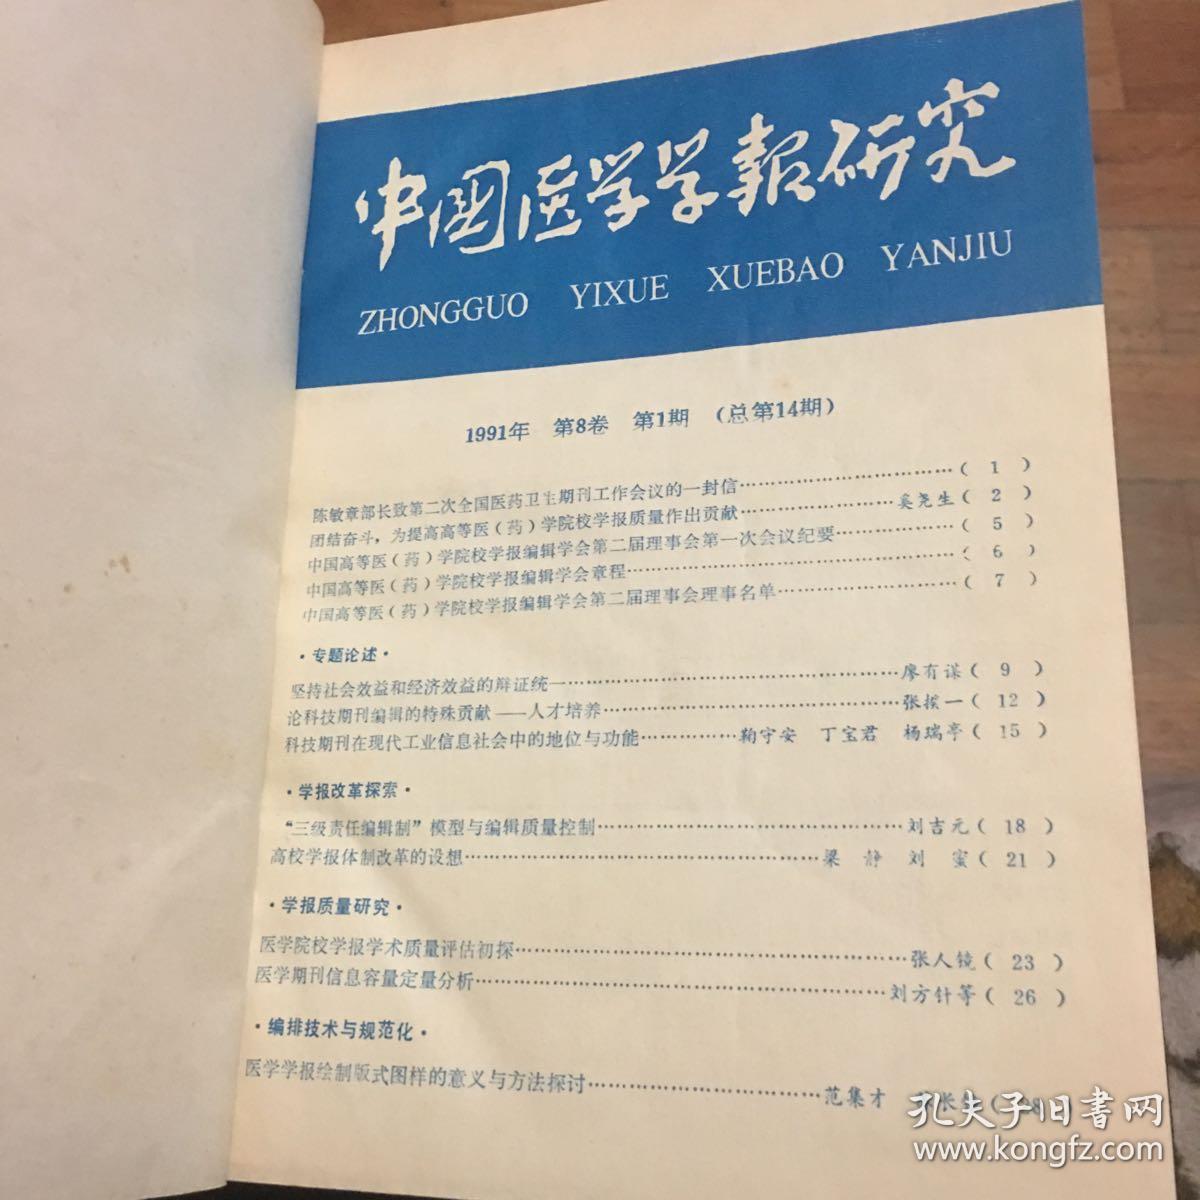 中国医学学报研究
ZHONGGUO YIXUE XUEBAO YANJIU
1991年 第8卷 第1期 (总第14期)
陈敏章部长致第二次全国医药卫生期刊工作会议的一封信……………………………( 1 )
团结奋斗，为提高高等医(药)学院校学报质量作出贡献……………………奚尧生( 2 )
中国高等医(药)学院校学报编辑学会第二届理事会第一次会议纪要………………( 5 )
中国高等医(药)学院校学报编辑学会章程……………………………………………( 6 )
中国高等医(药)学院校学报编辑学会第二届理事会理事名单………………………( 7 )
·专题论述·
坚持社会效益和经济效益的辩证统一………………………………………廖有谋( 9 )
论科技期刊编辑的特殊贡献——人才培养…………………………………张挨一( 12 )
科技期刊在现代工业信息社会中的地位与功能……………鞠守安 丁宝君 杨瑞亭( 15 )
·学报改革探索·
“三级责任编辑制”模型与编辑质量控制……………………………………刘吉元( 18 )
高校学报体制改革的设想……………………………………………梁 静 刘 蜜( 21 )
·学报质量研究·
医学院校学报学术质量评估初探………………………………………………张人镜( 23 )
医学期刊信息容量定量分析…………………………………………………刘方针等( 26 )
·编排技术与规范化·
医学学报绘制版式图样的意义与方法探讨……………………………范集才
孔夫子旧书网
www.kongfz.com